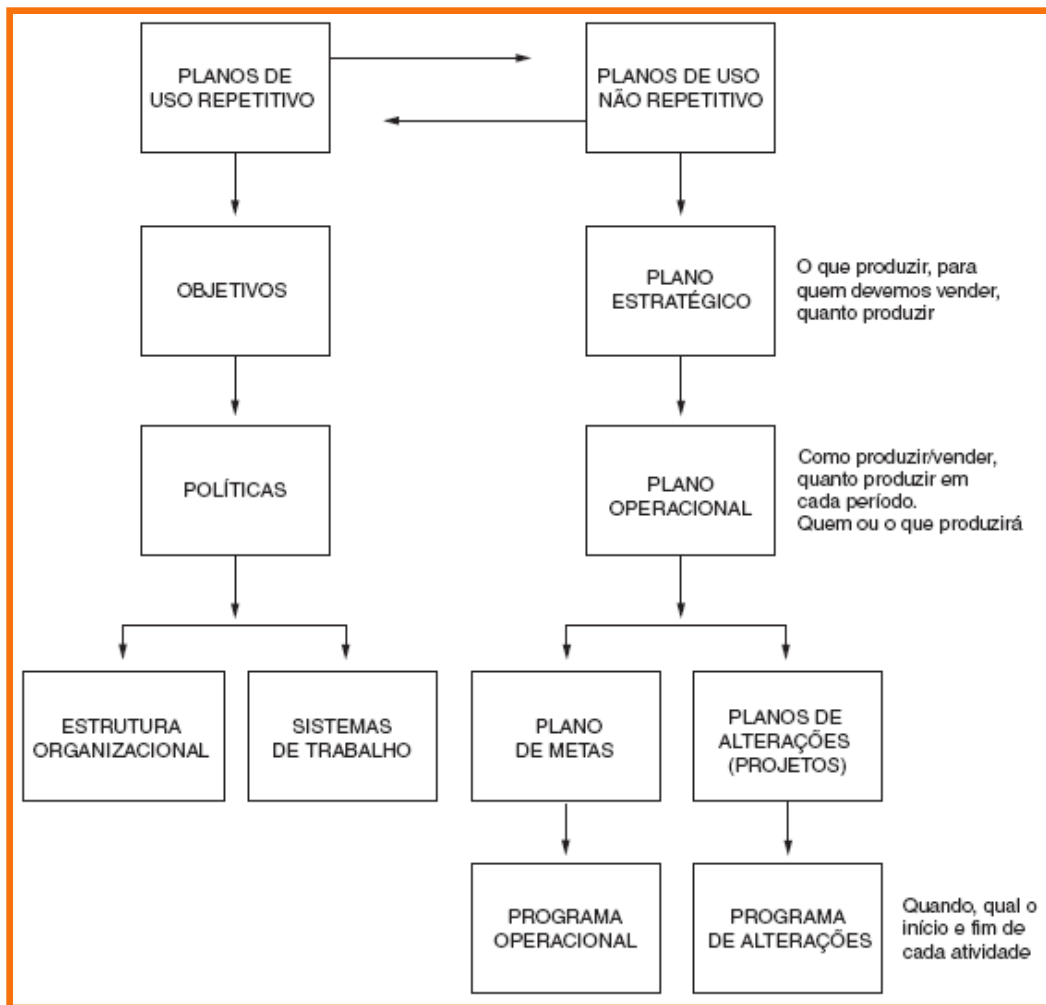 PLANOS DE
USO REPETITIVO
PLANOS DE USO
NÃO REPETITIVO
OBJETIVOS
PLANO
ESTRATÉGICO
O que produzir, para
quem devemos vender,
quanto produzir
POLÍTICAS
PLANO
OPERACIONAL
Como produzir/vender,
quanto produzir em
cada período.
Quem ou o que produzirá
ESTRUTURA
ORGANIZACIONAL
SISTEMAS
DE TRABALHO
PLANO
DE METAS
PLANOS DE
ALTERAÇÕES
(PROJETOS)
PROGRAMA
OPERACIONAL
PROGRAMA
DE ALTERAÇÕES
Quando, qual o
início e fim de
cada atividade